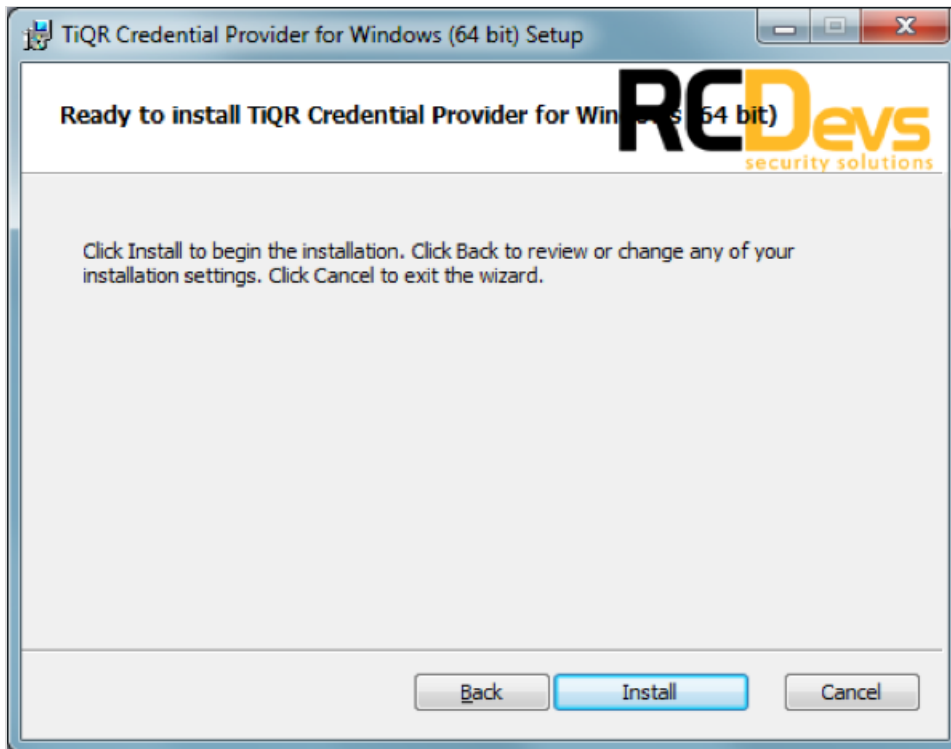 TiQR Credential Provider for Windows (64 bit) Setup
Ready to install TiQR Credential Provider for Win s 64 bit)
RCDevs
security solutions
Click Install to begin the installation. Click Back to review or change any of your
installation settings. Click Cancel to exit the wizard.
Back
Install
Cancel